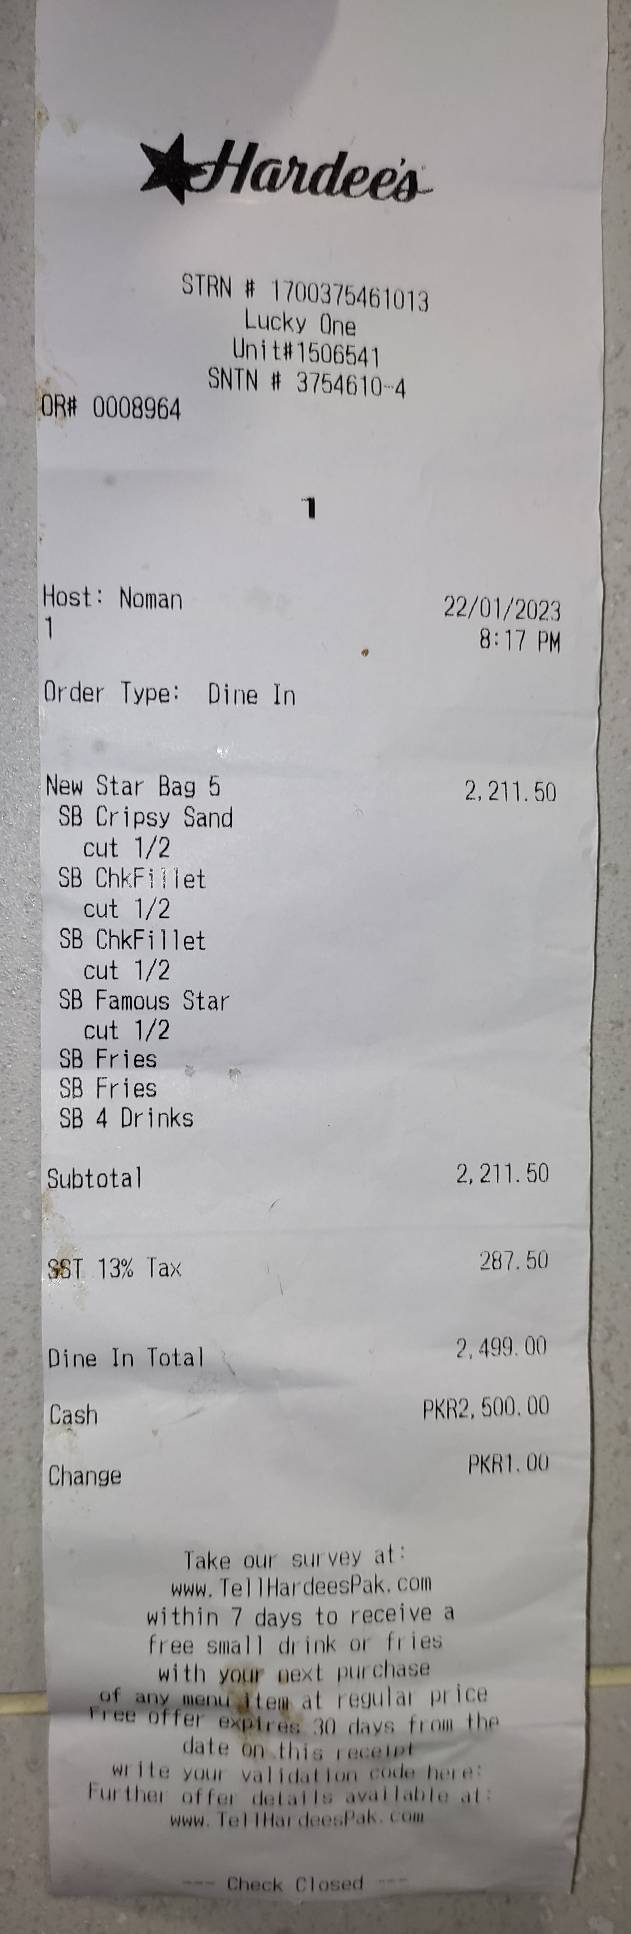 Hardee's
STRN # 1700375461013
Lucky One
Unit#1506541
SNTN # 3754610-4
OR# 0008964
1
Host: Noman 22/01/2023
1 8:17 PM
Order Type: Dine In
New Star Bag 5 2,211.50
SB Cripsy Sand
cut 1/2
SB ChkFillet
cut 1/2
SB ChkFillet
cut 1/2
SB Famous Star
cut 1/2
SB Fries
SB Fries
SB 4 Drinks
Subtotal 2,211.50
SST 13% Tax 287.50
Dine In Total 2,499.00
Cash PKR2,500.00
Change PKR1.00
Take our survey at:
www.TellHardeesPak.com
within 7 days to receive a
free small drink or fries
with your next purchase
of any menu item at regular price
Free offer expires 30 days from the
date on this receipt
write your validation code here:
Further offer details available at:
www.TellHardeesPak.com
--- Check Closed ---